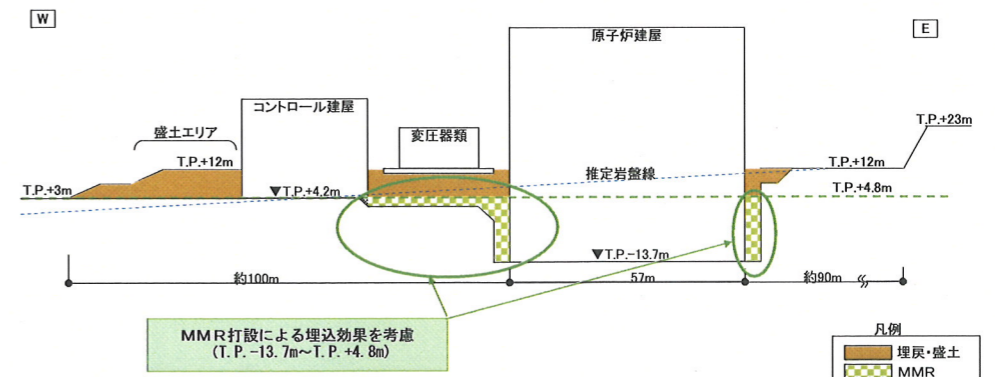 W
E
原子炉建屋
コントロール建屋
T.P.+23m
変圧器類
盛土エリア
T.P.+12m
T.P.+12m
推定岩盤線
T.P.+3m
▼T.P.+4.2m
T.P.+4.8m
▼T.P.-13.7m
約100m
57m
約90m
MMR打設による埋込効果を考慮
(T.P.-13.7m～T.P.+4.8m)
凡例
埋戻・盛土
MMR